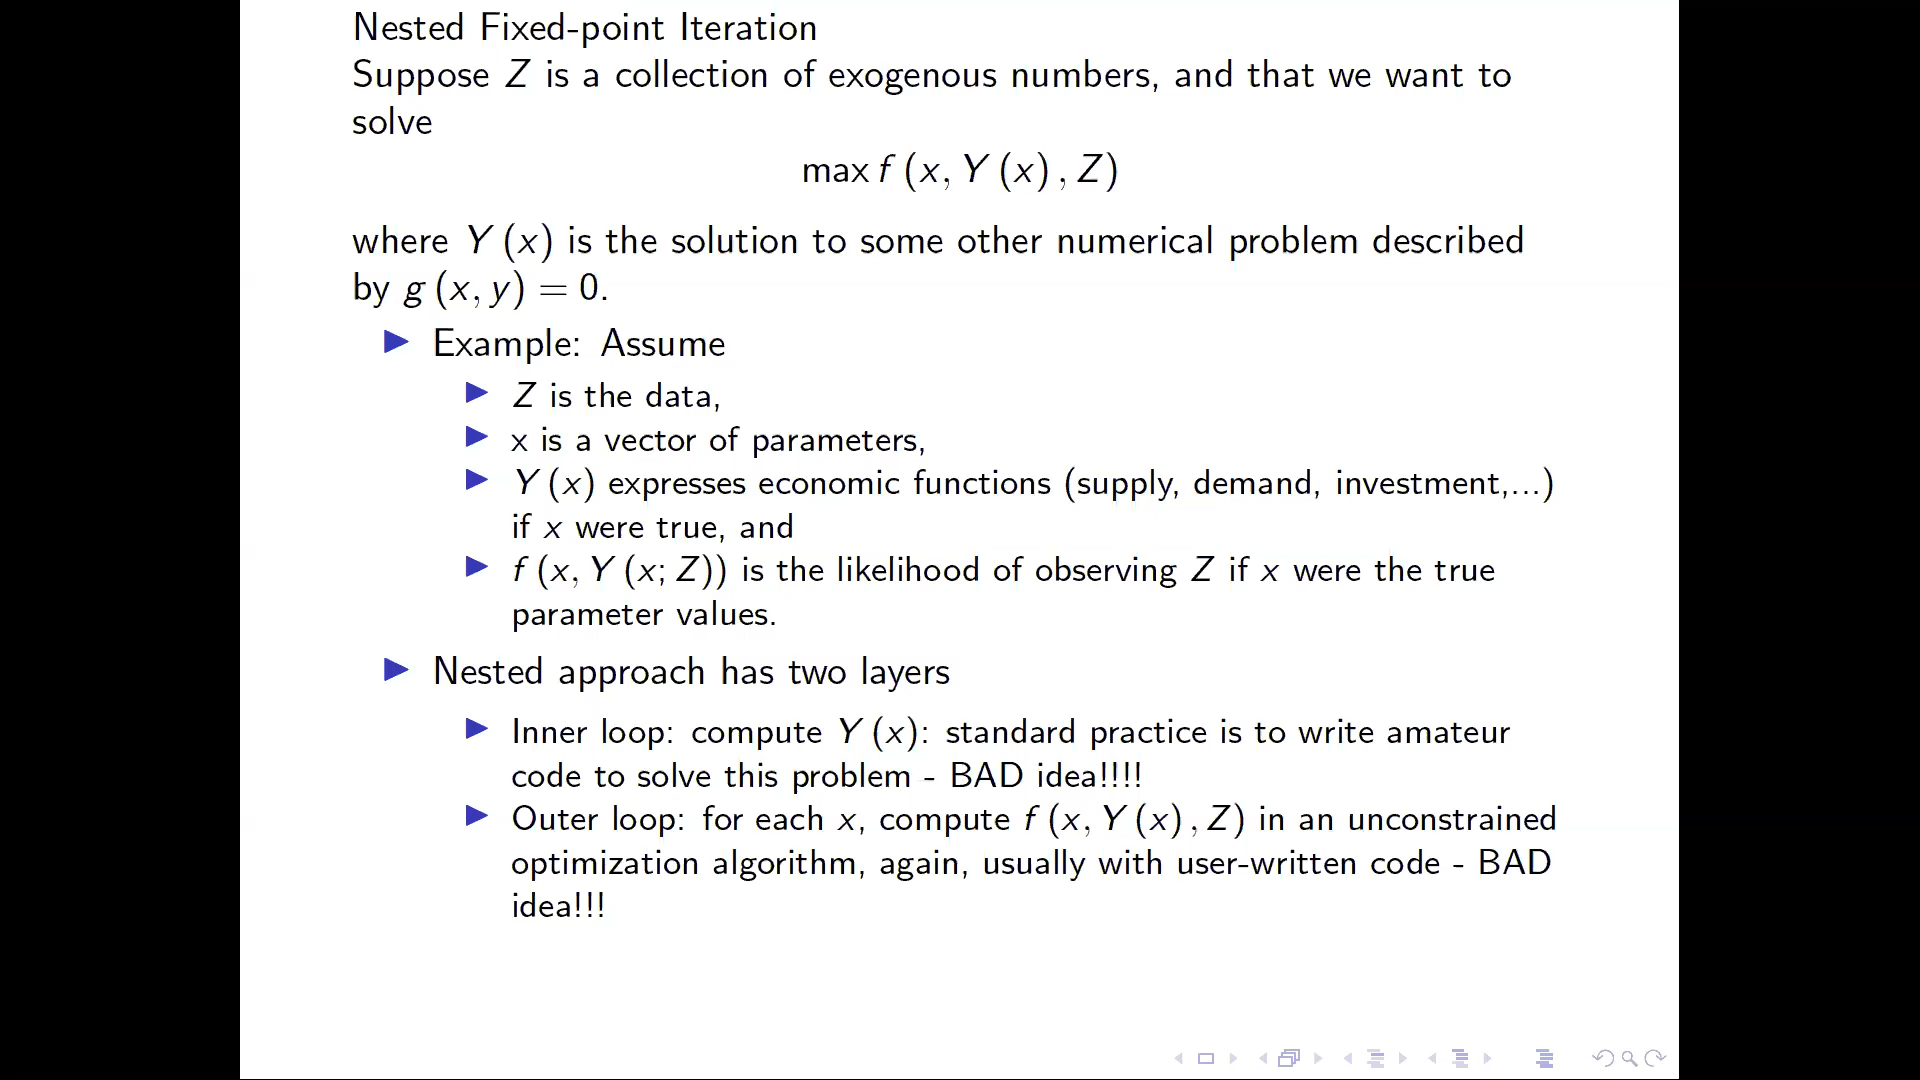 Nested Fixed-point Iteration
Suppose Z is a collection of exogenous numbers, and that we want to
solve
max f (x, Y (x) , Z)
where Y (x) is the solution to some other numerical problem described
by g (x, y) = 0.
▶ Example: Assume
▶ Z is the data,
▶ x is a vector of parameters,
▶ Y (x) expresses economic functions (supply, demand, investment,...)
if x were true, and
▶ f (x, Y (x; Z)) is the likelihood of observing Z if x were the true
parameter values.
▶ Nested approach has two layers
▶ Inner loop: compute Y (x): standard practice is to write amateur
code to solve this problem - BAD idea!!!!
▶ Outer loop: for each x, compute f (x, Y (x) , Z) in an unconstrained
optimization algorithm, again, usually with user-written code - BAD
idea!!!